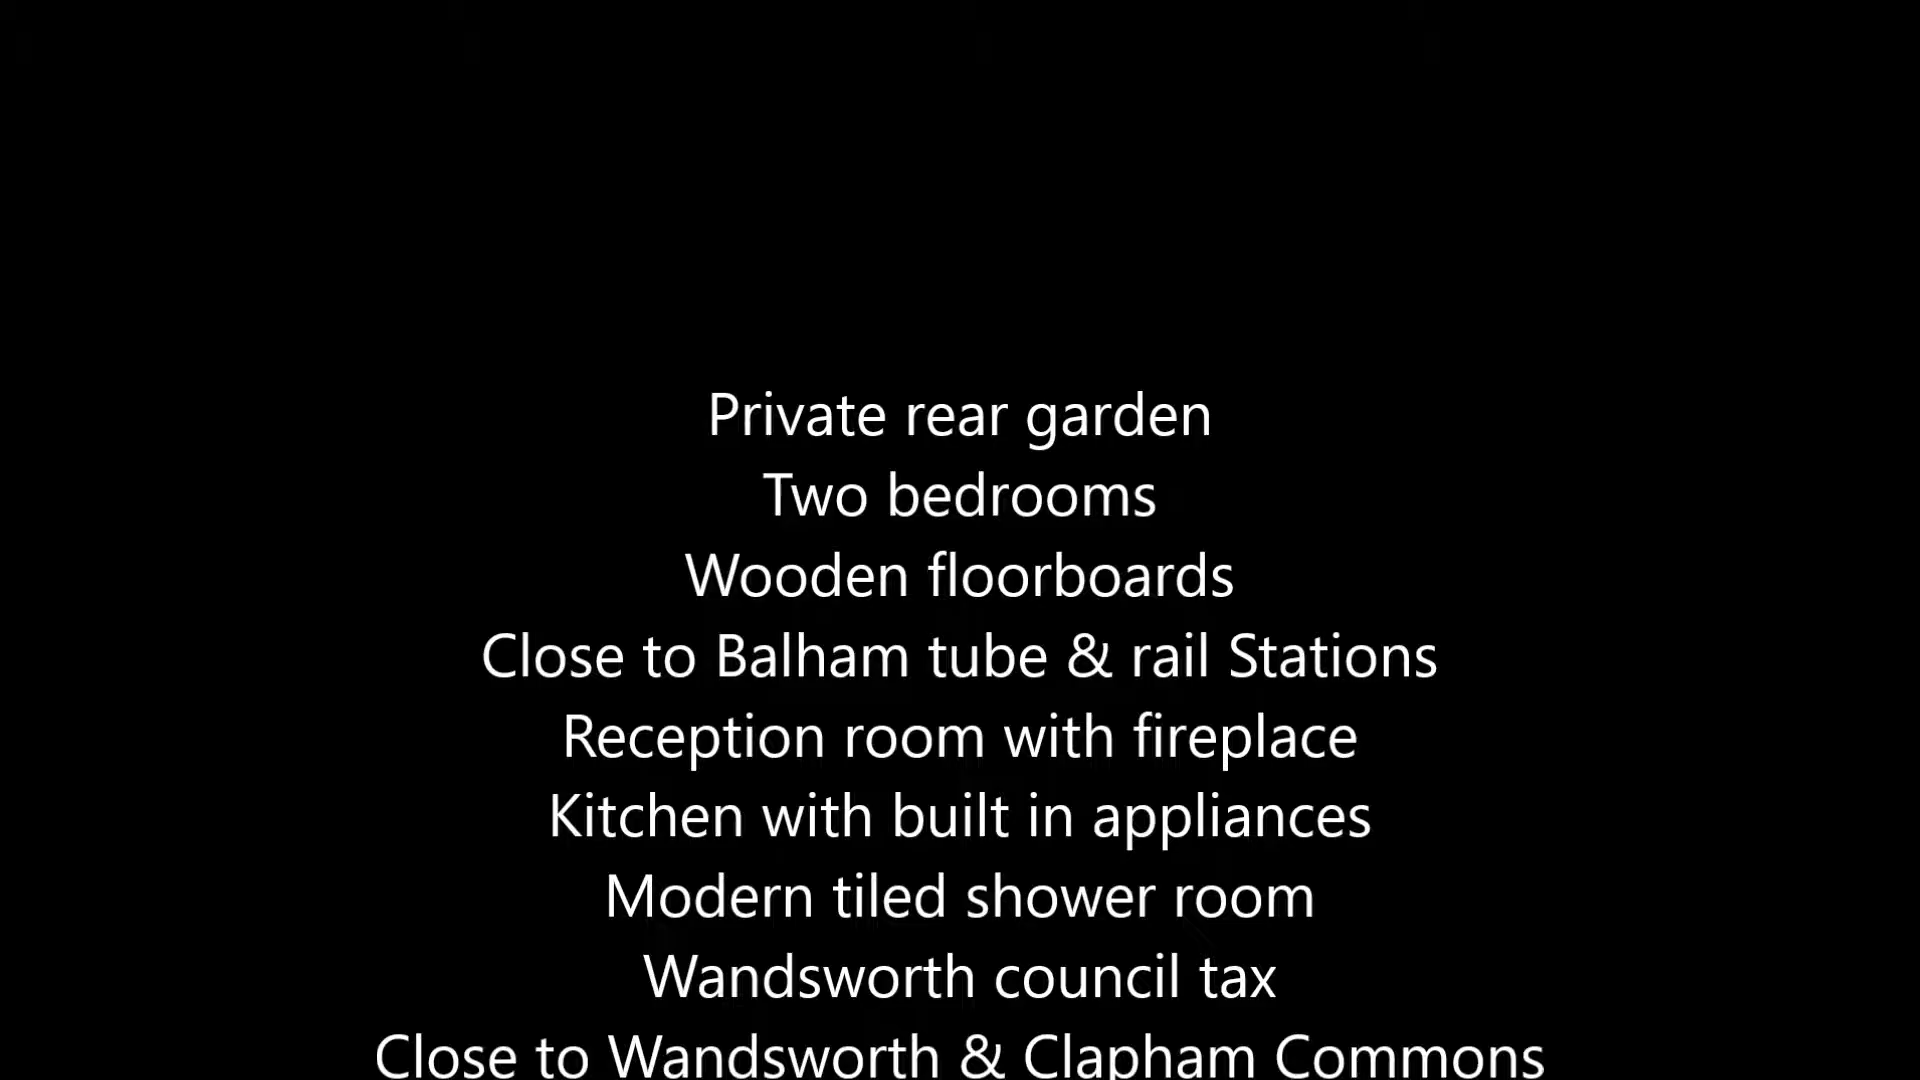 Private rear garden
Two bedrooms
Wooden floorboards
Close to Balham tube & rail Stations
Reception room with fireplace
Kitchen with built in appliances
Modern tiled shower room
Wandsworth council tax
Close to Wandsworth & Clapham Commons